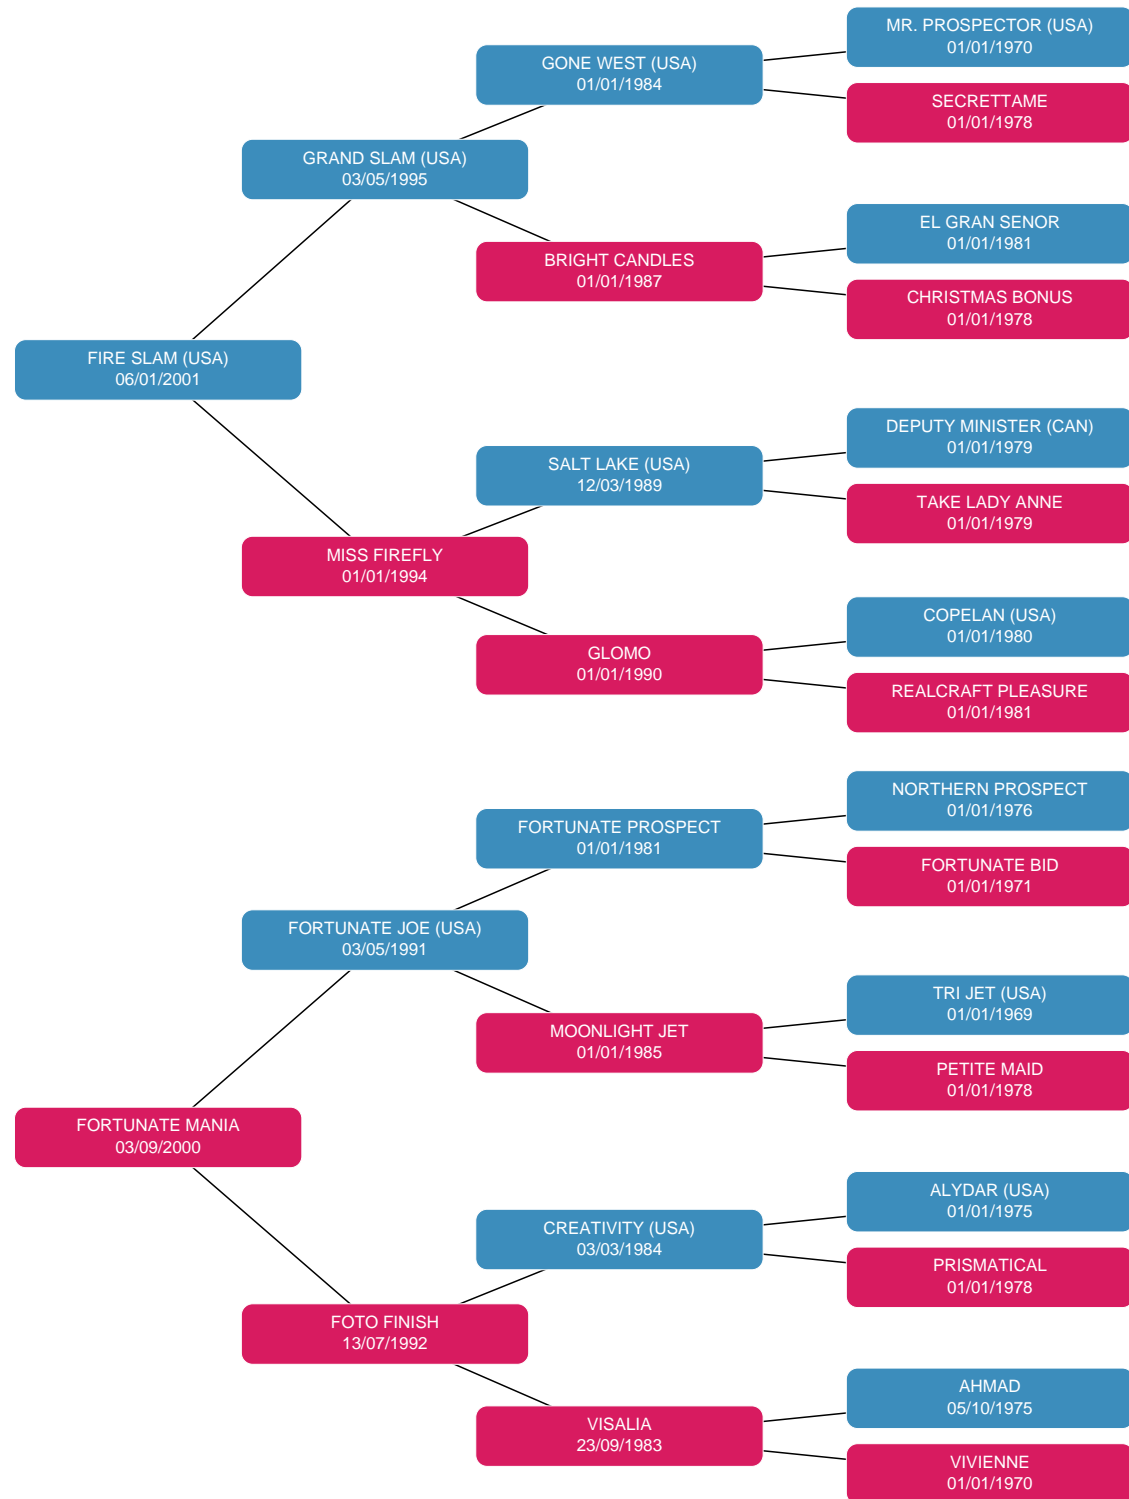 MR. PROSPECTOR (USA)
01/01/1970
GONE WEST (USA)
01/01/1984
SECRETTAME
01/01/1978
GRAND SLAM (USA)
03/05/1995
EL GRAN SENOR
01/01/1981
BRIGHT CANDLES
01/01/1987
CHRISTMAS BONUS
01/01/1978
FIRE SLAM (USA)
06/01/2001
DEPUTY MINISTER (CAN)
01/01/1979
SALT LAKE (USA)
12/03/1989
TAKE LADY ANNE
01/01/1979
MISS FIREFLY
01/01/1994
COPELAN (USA)
01/01/1980
GLOMO
01/01/1990
REALCRAFT PLEASURE
01/01/1981
NORTHERN PROSPECT
01/01/1976
FORTUNATE PROSPECT
01/01/1981
FORTUNATE BID
01/01/1971
FORTUNATE JOE (USA)
03/05/1991
TRI JET (USA)
01/01/1969
MOONLIGHT JET
01/01/1985
PETITE MAID
01/01/1978
FORTUNATE MANIA
03/09/2000
ALYDAR (USA)
01/01/1975
CREATIVITY (USA)
03/03/1984
PRISMATICAL
01/01/1978
FOTO FINISH
13/07/1992
AHMAD
05/10/1975
VISALIA
23/09/1983
VIVIENNE
01/01/1970